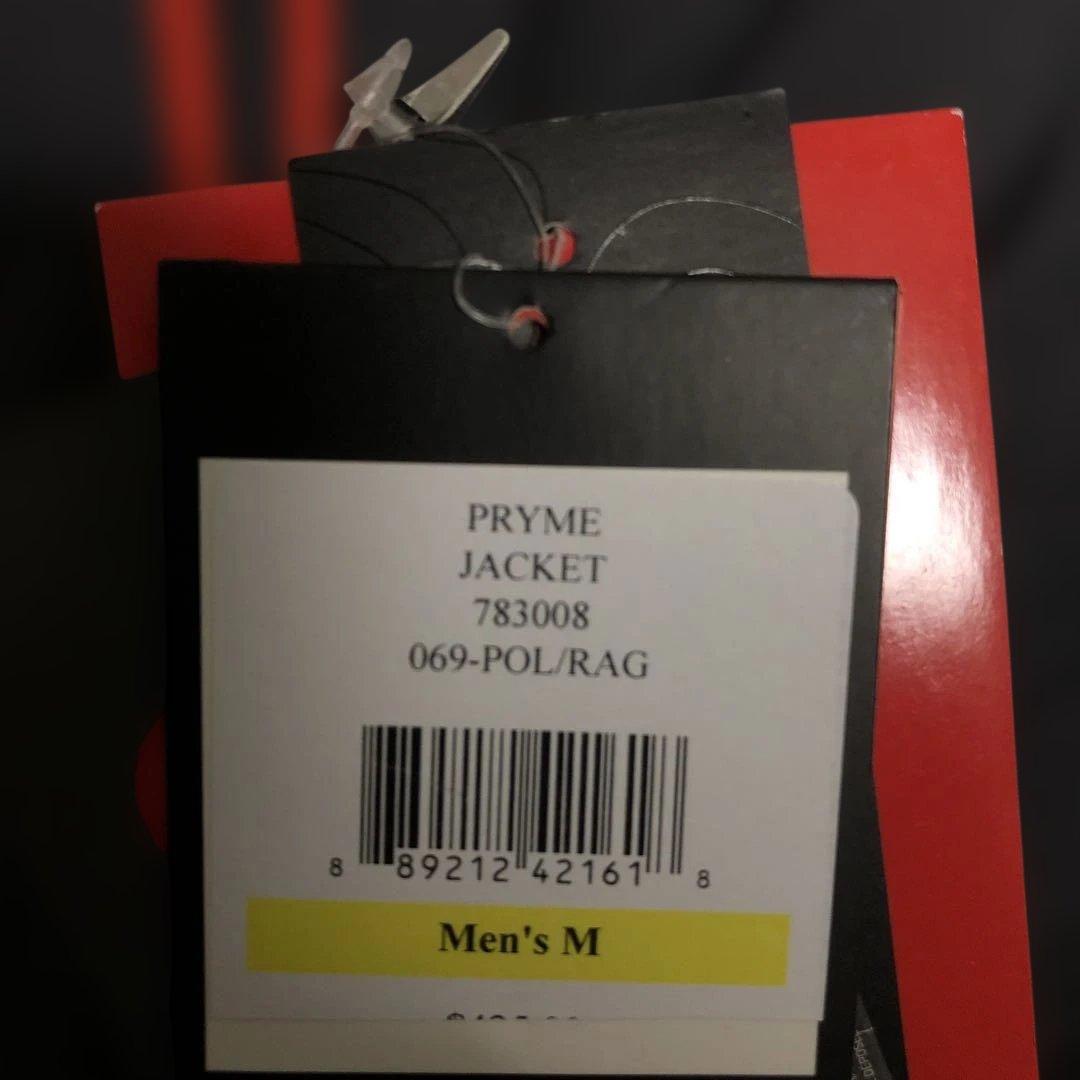 PRYME
JACKET
783008
069-POL/RAG
8 89212 42161 8
Men's M